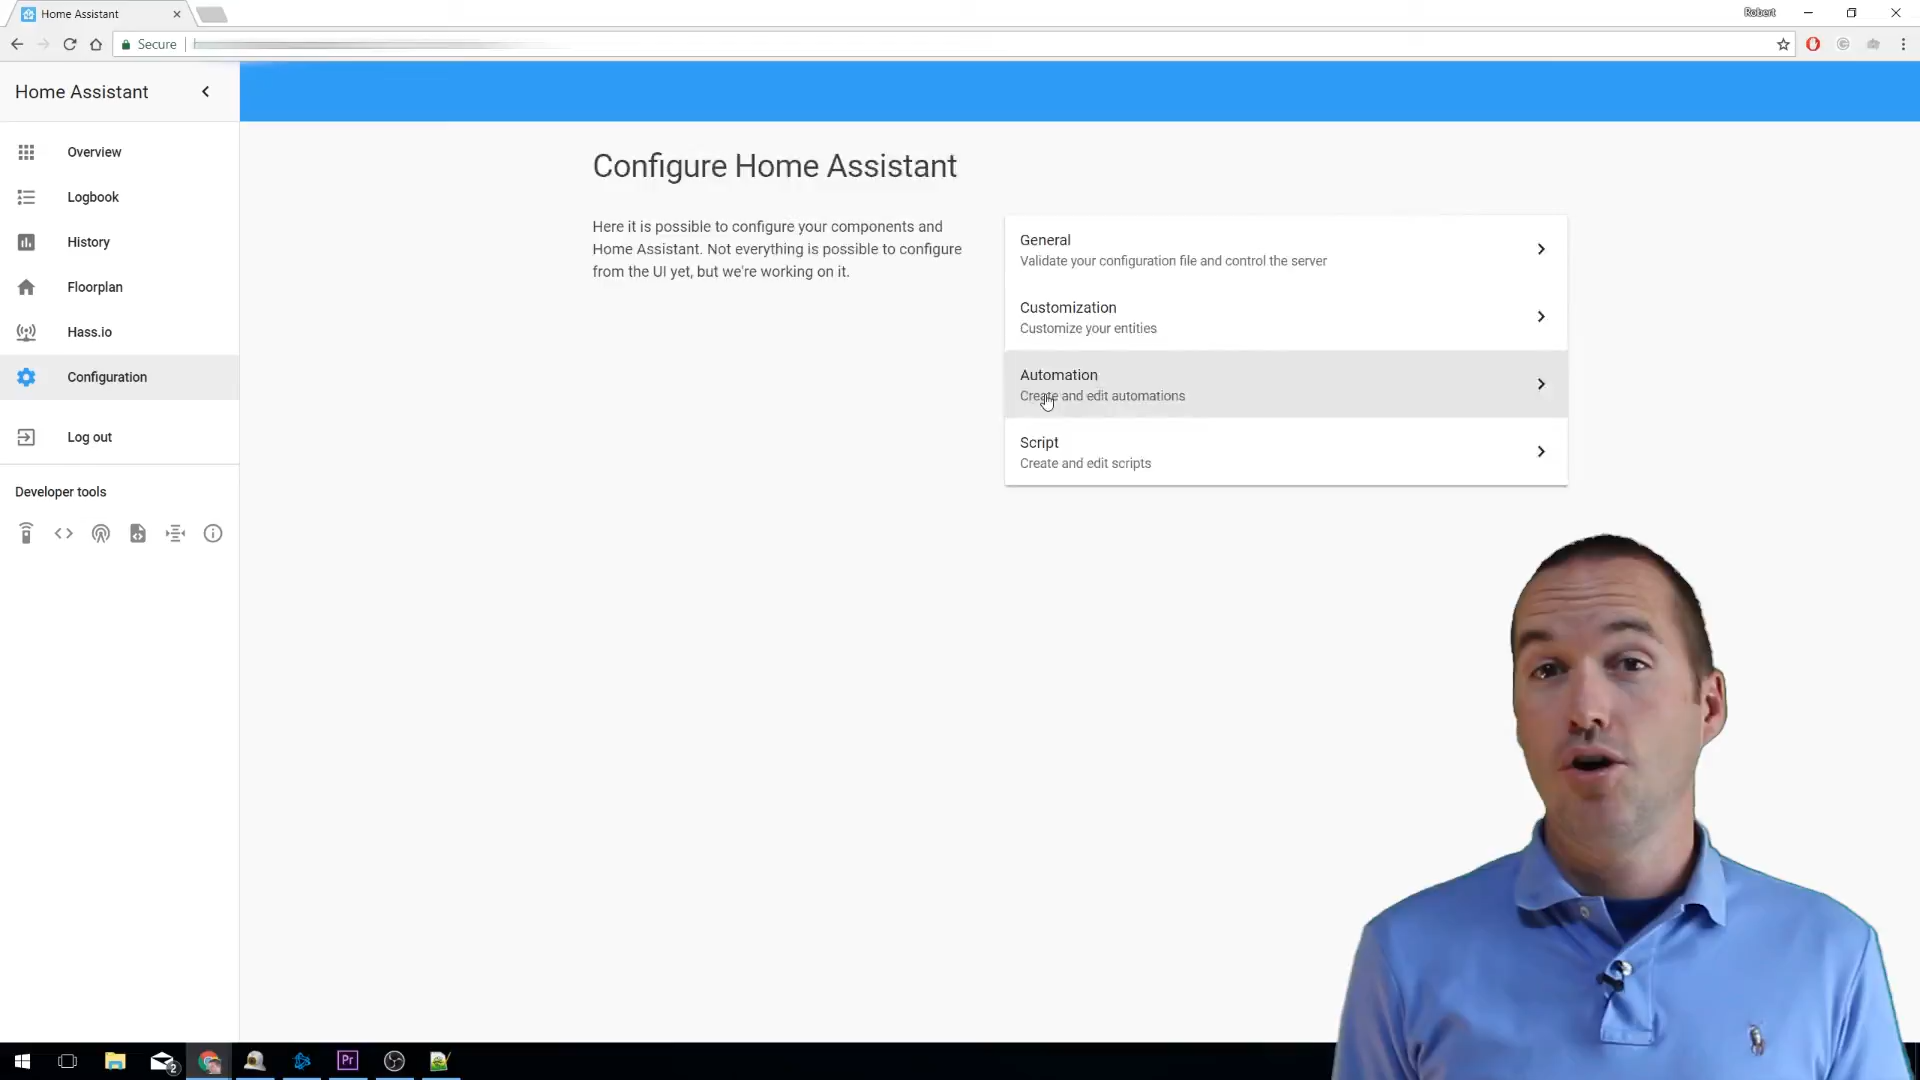 Home Assistant
Robert
Secure
Home Assistant
Overview
Logbook
History
Floorplan
Hass.io
Configuration
Log out
Developer tools
Configure Home Assistant
Here it is possible to configure your components and
Home Assistant. Not everything is possible to configure
from the UI yet, but we're working on it.
General
Validate your configuration file and control the server
Customization
Customize your entities
Automation
Create and edit automations
Script
Create and edit scripts
2
Pr